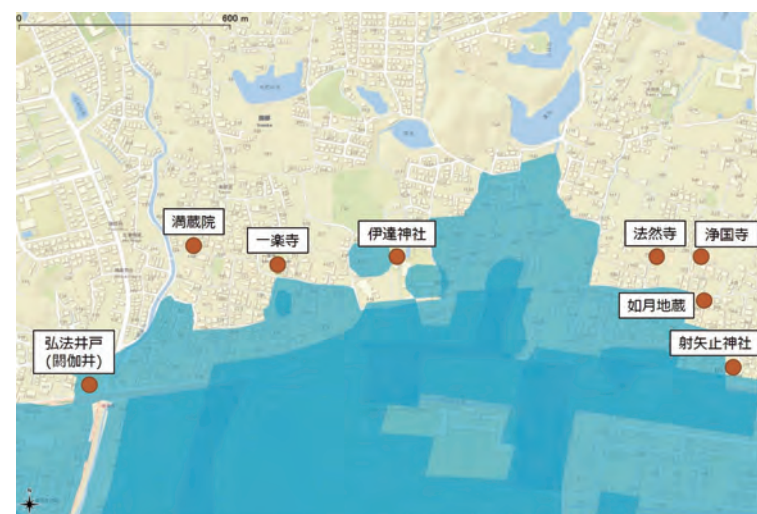 0
600 m
満蔵院
一楽寺
伊達神社
法然寺
浄国寺
如月地蔵
射矢止神社
弘法井戸
(閼伽井)